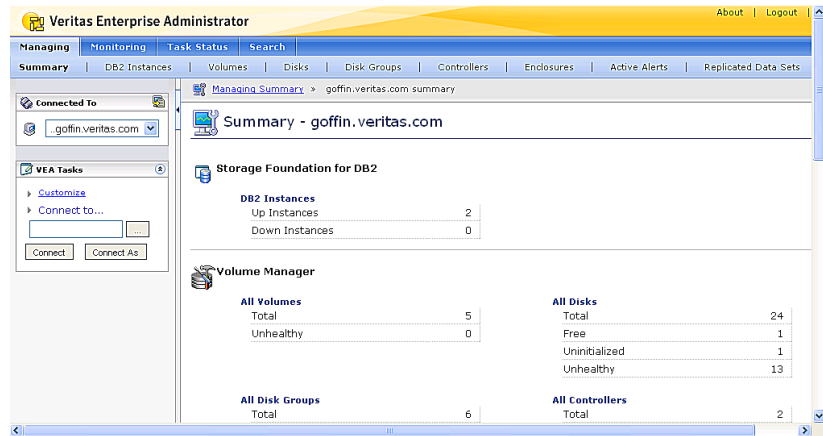 Veritas Enterprise Administrator
About | Logout |
Managing Monitoring Task Status Search
Summary | DB2 Instances | Volumes | Disks | Disk Groups | Controllers | Enclosures | Active Alerts | Replicated Data Sets
Managing Summary » goffin.veritas.com summary
Connected To
..goffin.veritas.com
VEA Tasks
Customize
Connect to...
...
Connect Connect As
Summary - goffin.veritas.com
Storage Foundation for DB2
DB2 Instances
Up Instances 2
Down Instances 0
Volume Manager
All Volumes
Total 5
Unhealthy 0
All Disks
Total 24
Free 1
Uninitialized 1
Unhealthy 13
All Disk Groups
Total 6
All Controllers
Total 2